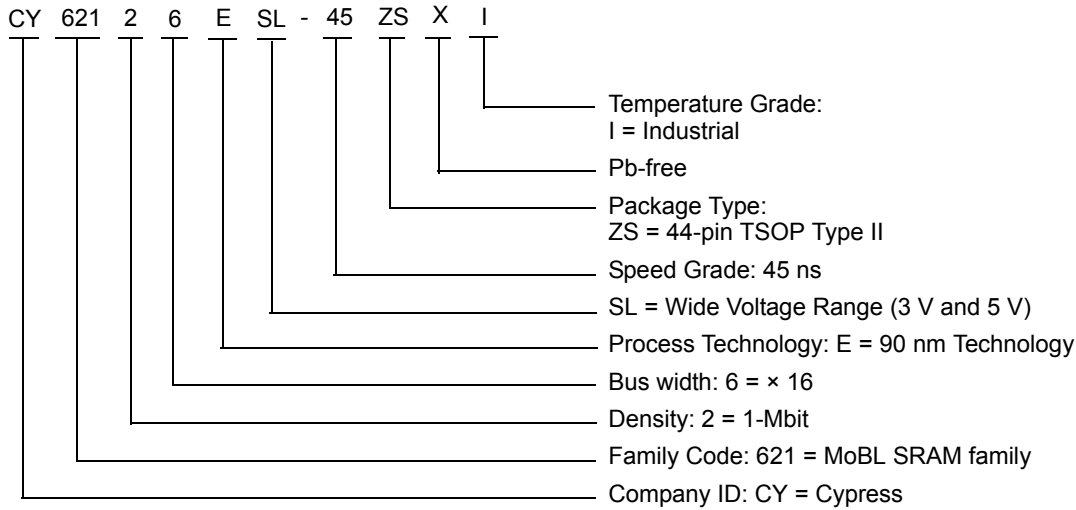 CY 621 2 6 E SL - 45 ZS X I
Temperature Grade:
I = Industrial
Pb-free
Package Type:
ZS = 44-pin TSOP Type II
Speed Grade: 45 ns
SL = Wide Voltage Range (3 V and 5 V)
Process Technology: E = 90 nm Technology
Bus width: 6 = × 16
Density: 2 = 1-Mbit
Family Code: 621 = MoBL SRAM family
Company ID: CY = Cypress